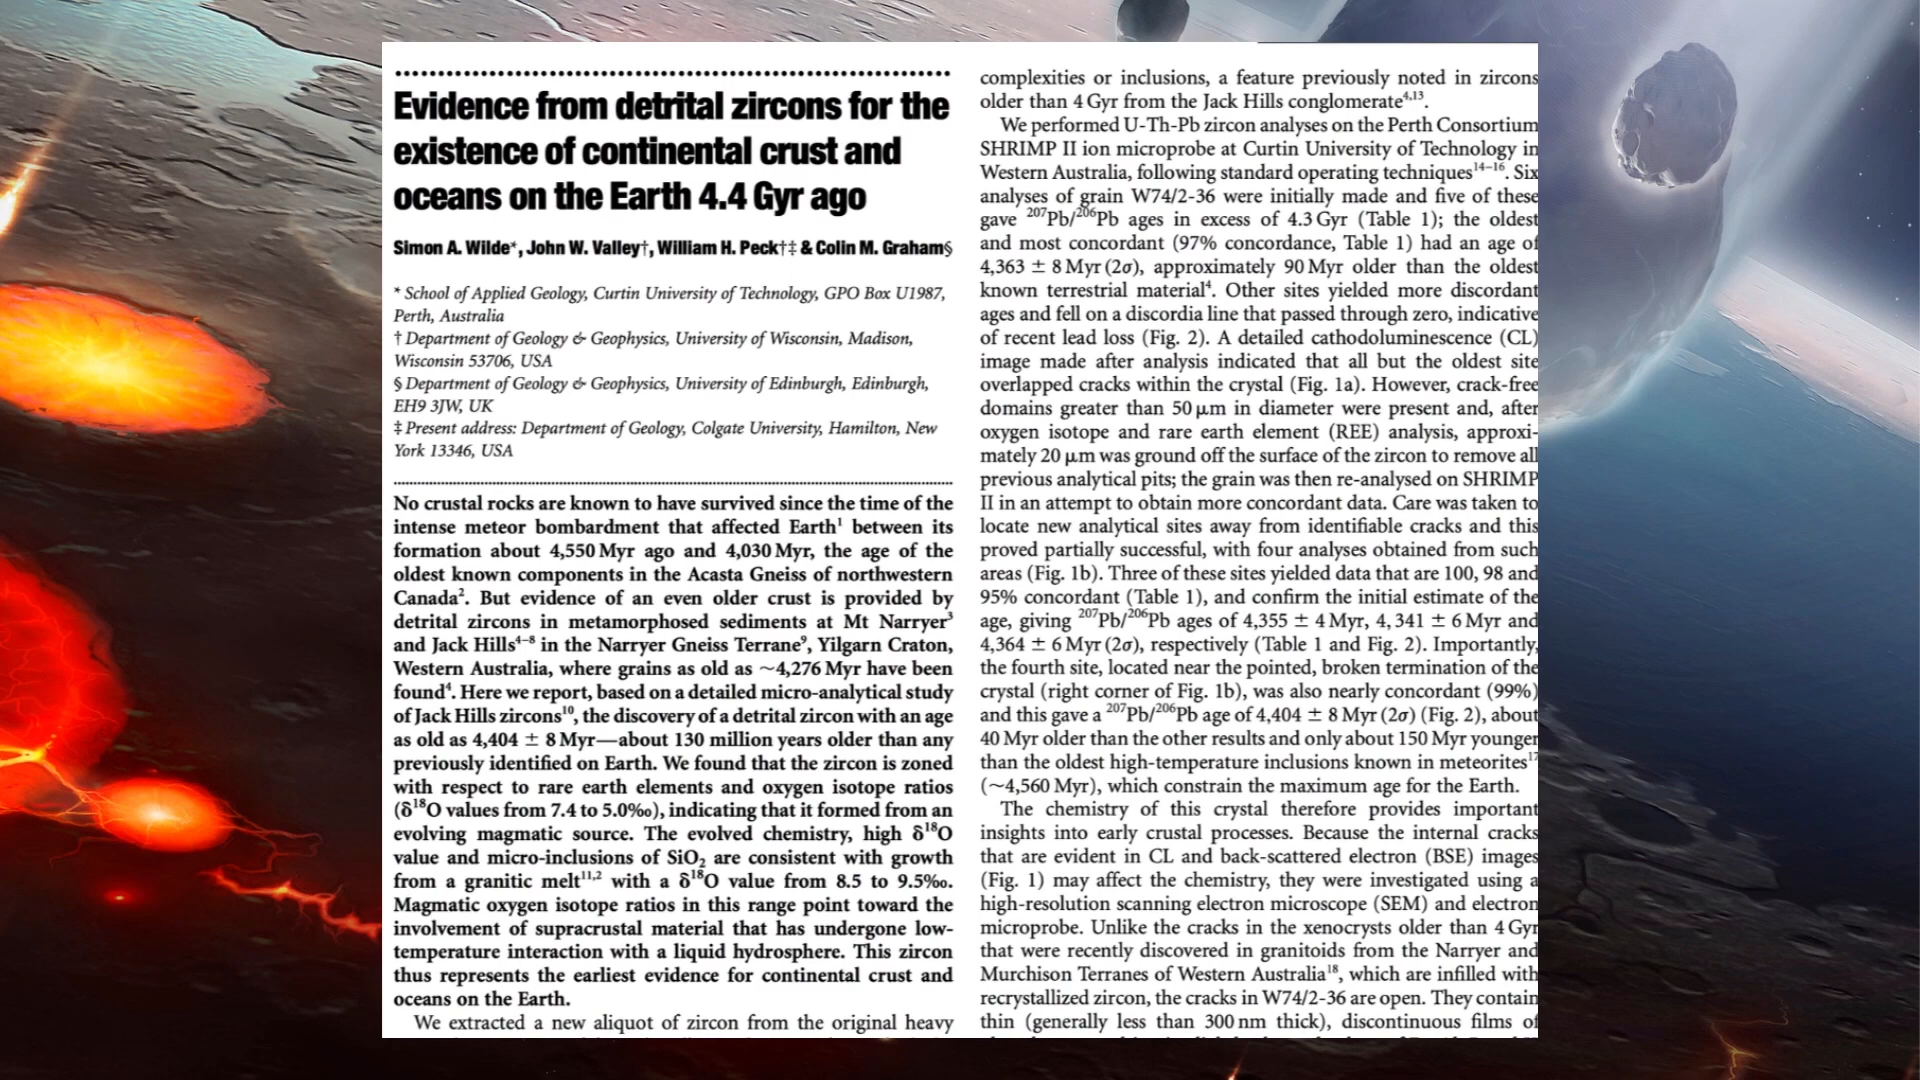 Evidence from detrital zircons for the
existence of continental crust and
oceans on the Earth 4.4 Gyr ago
Simon A. Wilde*, John W. Valley†, William H. Peck†‡ & Colin M. Graham§
* School of Applied Geology, Curtin University of Technology, GPO Box U1987,
Perth, Australia
† Department of Geology & Geophysics, University of Wisconsin, Madison,
Wisconsin 53706, USA
§ Department of Geology & Geophysics, University of Edinburgh, Edinburgh,
EH9 3JW, UK
‡ Present address: Department of Geology, Colgate University, Hamilton, New
York 13346, USA
No crustal rocks are known to have survived since the time of the
intense meteor bombardment that affected Earth¹ between its
formation about 4,550 Myr ago and 4,030 Myr, the age of the
oldest known components in the Acasta Gneiss of northwestern
Canada². But evidence of an even older crust is provided by
detrital zircons in metamorphosed sediments at Mt Narryer³
and Jack Hills⁴⁻⁸ in the Narryer Gneiss Terrane⁹, Yilgarn Craton,
Western Australia, where grains as old as ~4,276 Myr have been
found⁴. Here we report, based on a detailed micro-analytical study
of Jack Hills zircons¹⁰, the discovery of a detrital zircon with an age
as old as 4,404 ± 8 Myr—about 130 million years older than any
previously identified on Earth. We found that the zircon is zoned
with respect to rare earth elements and oxygen isotope ratios
(δ¹⁸O values from 7.4 to 5.0‰), indicating that it formed from an
evolving magmatic source. The evolved chemistry, high δ¹⁸O
value and micro-inclusions of SiO₂ are consistent with growth
from a granitic melt¹¹,² with a δ¹⁸O value from 8.5 to 9.5‰.
Magmatic oxygen isotope ratios in this range point toward the
involvement of supracrustal material that has undergone low-
temperature interaction with a liquid hydrosphere. This zircon
thus represents the earliest evidence for continental crust and
oceans on the Earth.
We extracted a new aliquot of zircon from the original heavy
complexities or inclusions, a feature previously noted in zircons
older than 4 Gyr from the Jack Hills conglomerate⁴,¹³.
We performed U-Th-Pb zircon analyses on the Perth Consortium
SHRIMP II ion microprobe at Curtin University of Technology in
Western Australia, following standard operating techniques¹⁴⁻¹⁶. Six
analyses of grain W74/2-36 were initially made and five of these
gave ²⁰⁷Pb/²⁰⁶Pb ages in excess of 4.3 Gyr (Table 1); the oldest
and most concordant (97% concordance, Table 1) had an age of
4,363 ± 8 Myr (2σ), approximately 90 Myr older than the oldest
known terrestrial material⁴. Other sites yielded more discordant
ages and fell on a discordia line that passed through zero, indicative
of recent lead loss (Fig. 2). A detailed cathodoluminescence (CL)
image made after analysis indicated that all but the oldest site
overlapped cracks within the crystal (Fig. 1a). However, crack-free
domains greater than 50 μm in diameter were present and, after
oxygen isotope and rare earth element (REE) analysis, approxi-
mately 20 μm was ground off the surface of the zircon to remove all
previous analytical pits; the grain was then re-analysed on SHRIMP
II in an attempt to obtain more concordant data. Care was taken to
locate new analytical sites away from identifiable cracks and this
proved partially successful, with four analyses obtained from such
areas (Fig. 1b). Three of these sites yielded data that are 100, 98 and
95% concordant (Table 1), and confirm the initial estimate of the
age, giving ²⁰⁷Pb/²⁰⁶Pb ages of 4,355 ± 4 Myr, 4,341 ± 6 Myr and
4,364 ± 6 Myr (2σ), respectively (Table 1 and Fig. 2). Importantly,
the fourth site, located near the pointed, broken termination of the
crystal (right corner of Fig. 1b), was also nearly concordant (99%)
and this gave a ²⁰⁷Pb/²⁰⁶Pb age of 4,404 ± 8 Myr (2σ) (Fig. 2), about
40 Myr older than the other results and only about 150 Myr younger
than the oldest high-temperature inclusions known in meteorites¹⁷
(~4,560 Myr), which constrain the maximum age for the Earth.
The chemistry of this crystal therefore provides important
insights into early crustal processes. Because the internal cracks
that are evident in CL and back-scattered electron (BSE) images
(Fig. 1) may affect the chemistry, they were investigated using a
high-resolution scanning electron microscope (SEM) and electron
microprobe. Unlike the cracks in the xenocrysts older than 4 Gyr
that were recently discovered in granitoids from the Narryer and
Murchison Terranes of Western Australia¹⁸, which are infilled with
recrystallized zircon, the cracks in W74/2-36 are open. They contain
thin (generally less than 300 nm thick), discontinuous films of